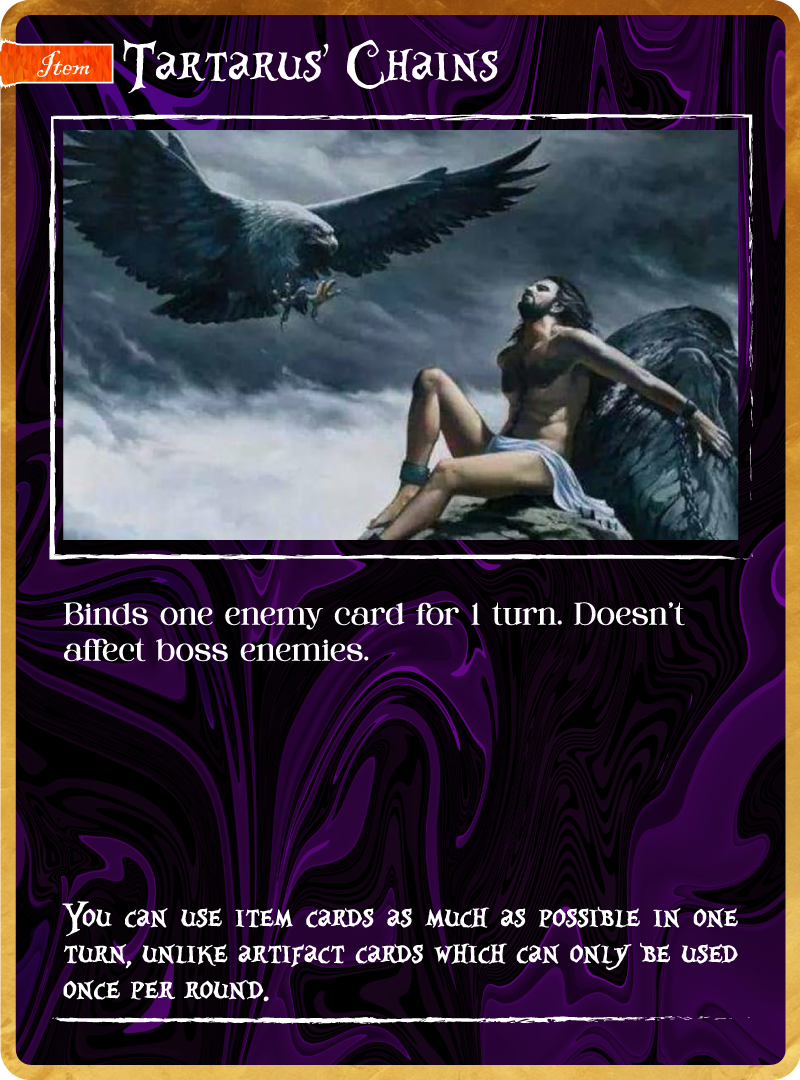 Item
Tartarus' Chains
Binds one enemy card for 1 turn. Doesn't
affect boss enemies.
You can use item cards as much as possible in one
turn, unlike artifact cards which can only be used
once per round.